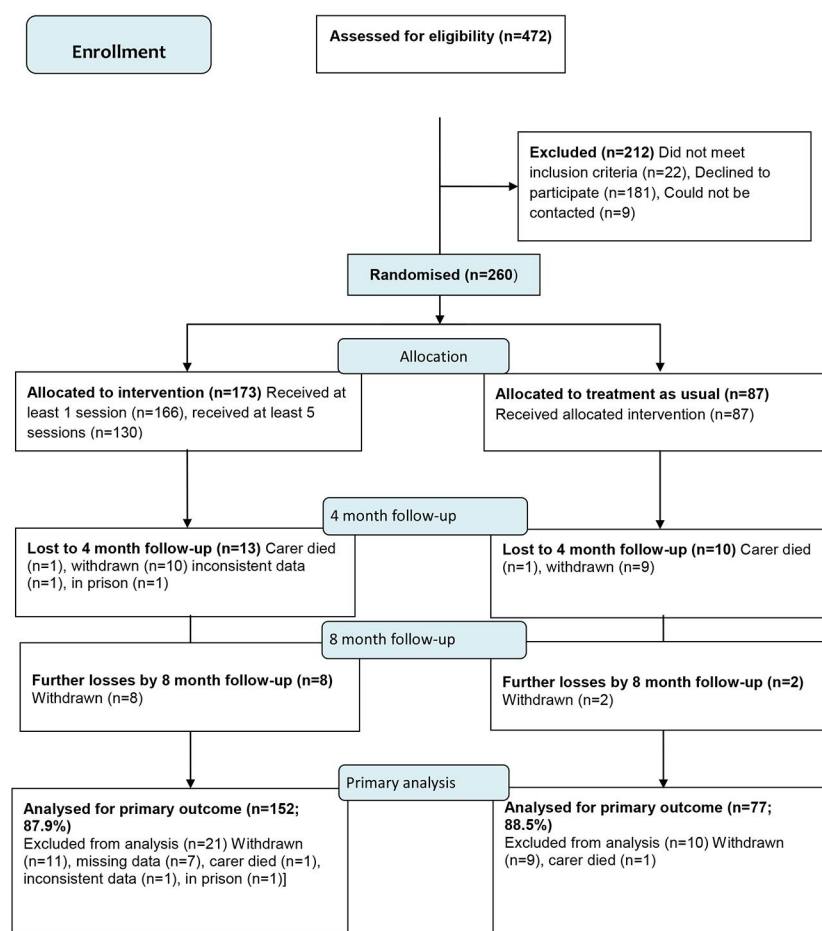 Enrollment
Assessed for eligibility (n=472)
Excluded (n=212) Did not meet
inclusion criteria (n=22), Declined to
participate (n=181), Could not be
contacted (n=9)
Randomised (n=260)
Allocation
Allocated to intervention (n=173) Received at
least 1 session (n=166), received at least 5
sessions (n=130)
Allocated to treatment as usual (n=87)
Received allocated intervention (n=87)
4 month follow-up
Lost to 4 month follow-up (n=13) Carer died
(n=1), withdrawn (n=10) inconsistent data
(n=1), in prison (n=1)
Lost to 4 month follow-up (n=10) Carer died
(n=1), withdrawn (n=9)
8 month follow-up
Further losses by 8 month follow-up (n=8)
Withdrawn (n=8)
Further losses by 8 month follow-up (n=2)
Withdrawn (n=2)
Primary analysis
Analysed for primary outcome (n=152;
87.9%)
Excluded from analysis (n=21) Withdrawn
(n=11), missing data (n=7), carer died (n=1),
inconsistent data (n=1), in prison (n=1)]
Analysed for primary outcome (n=77;
88.5%)
Excluded from analysis (n=10) Withdrawn
(n=9), carer died (n=1)